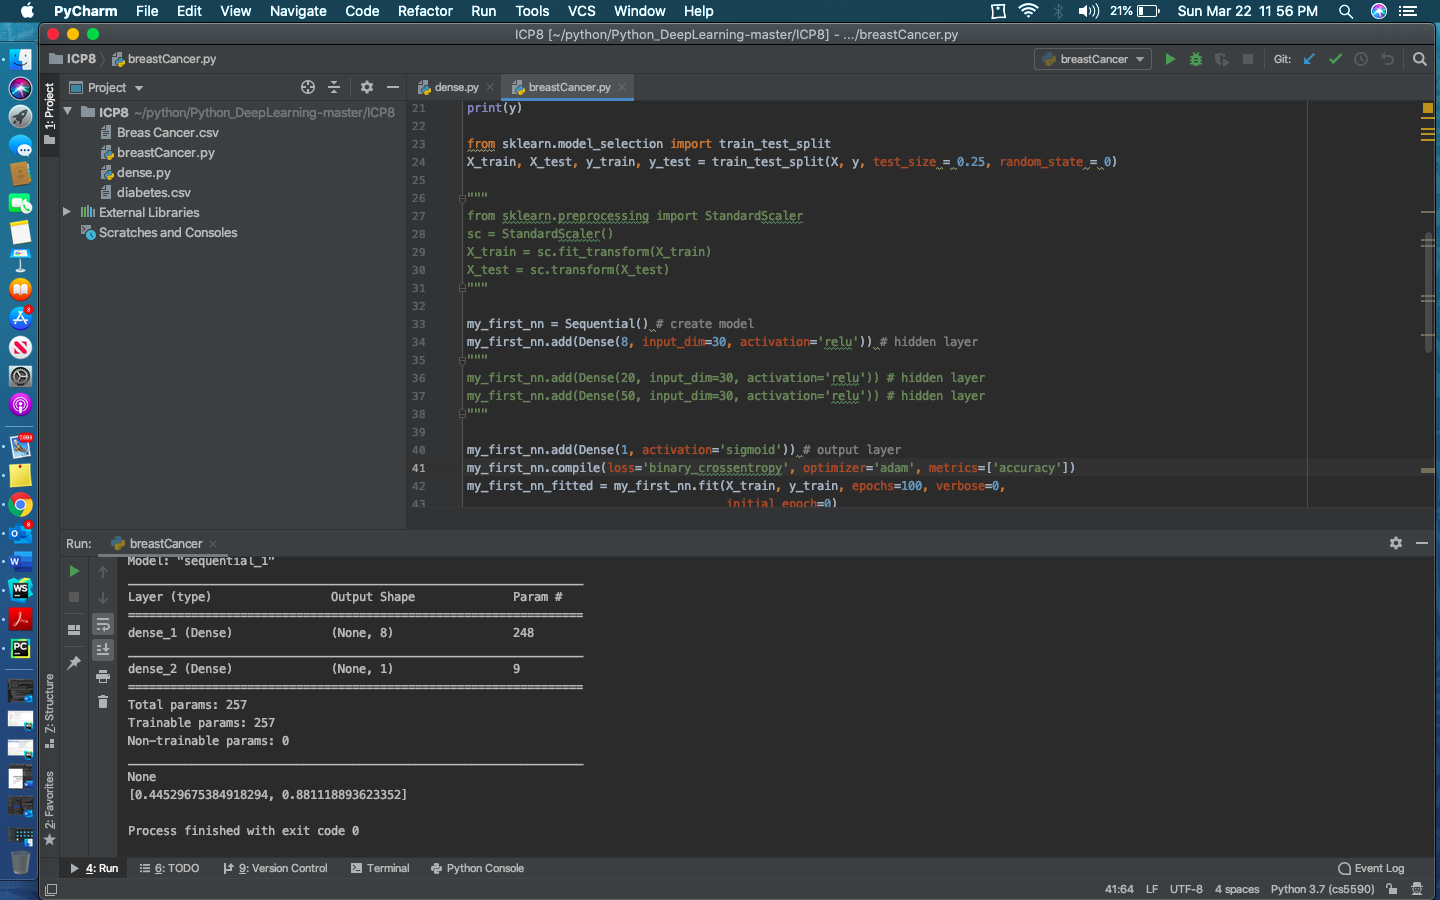 PyCharm File Edit View Navigate Code Refactor Run Tools VCS Window Help 21% Sun Mar 22 11 56 PM
ICP8 [~/python/Python_DeepLearning-master/ICP8] - .../breastCancer.py
ICP8 breastCancer.py breastCancer Git:
1: Project Project dense.py breastCancer.py
ICP8 ~/python/Python_DeepLearning-master/ICP8
Breas Cancer.csv
breastCancer.py
dense.py
diabetes.csv
External Libraries
Scratches and Consoles
21 print(y)
22
23 from sklearn.model_selection import train_test_split
24 X_train, X_test, y_train, y_test = train_test_split(X, y, test_size = 0.25, random_state = 0)
25
26 """
27 from sklearn.preprocessing import StandardScaler
28 sc = StandardScaler()
29 X_train = sc.fit_transform(X_train)
30 X_test = sc.transform(X_test)
31 """
32
33 my_first_nn = Sequential() # create model
34 my_first_nn.add(Dense(8, input_dim=30, activation='relu')) # hidden layer
35 """
36 my_first_nn.add(Dense(20, input_dim=30, activation='relu')) # hidden layer
37 my_first_nn.add(Dense(50, input_dim=30, activation='relu')) # hidden layer
38 """
39
40 my_first_nn.add(Dense(1, activation='sigmoid')) # output layer
41 my_first_nn.compile(loss='binary_crossentropy', optimizer='adam', metrics=['accuracy'])
42 my_first_nn_fitted = my_first_nn.fit(X_train, y_train, epochs=100, verbose=0,
43 initial_epoch=0)
Run: breastCancer
Model: "sequential_1"
Layer (type) Output Shape Param #
dense_1 (Dense) (None, 8) 248
dense_2 (Dense) (None, 1) 9
Total params: 257
Trainable params: 257
Non-trainable params: 0
None
[0.44529675384918294, 0.881118893623352]
Process finished with exit code 0
Z: Structure
2: Favorites
4: Run 6: TODO 9: Version Control Terminal Python Console Event Log
41:64 LF UTF-8 4 spaces Python 3.7 (cs5590)